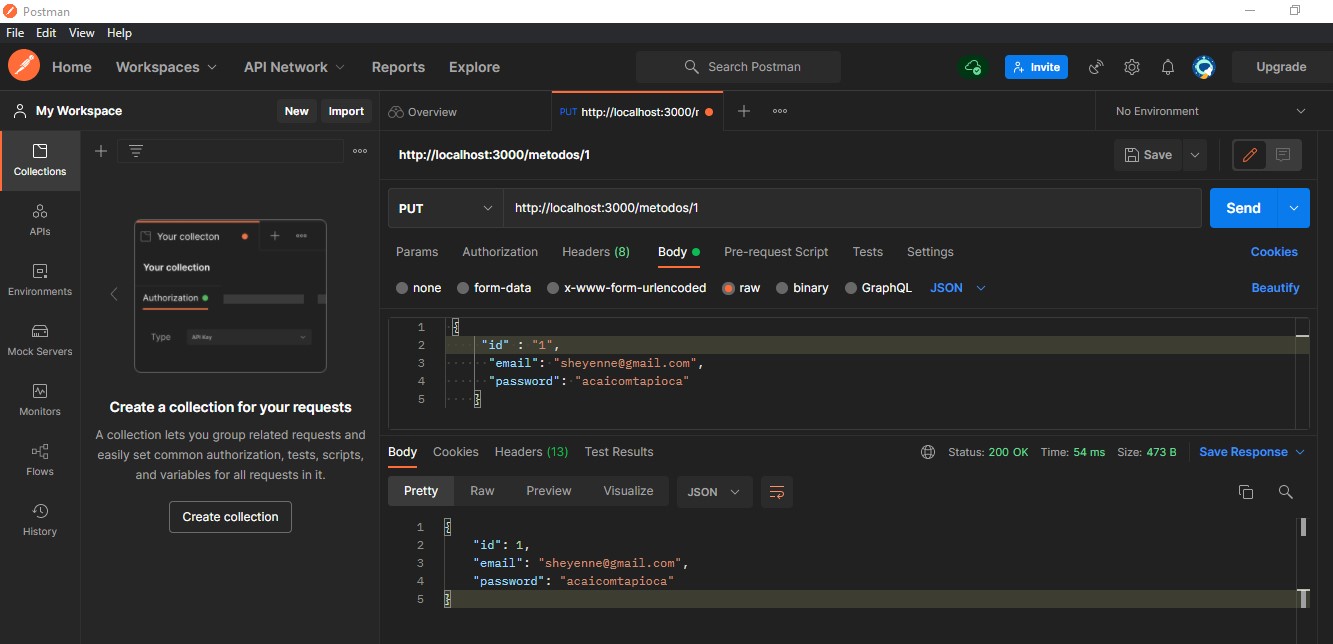 Postman
File Edit View Help
Home Workspaces API Network Reports Explore Search Postman Invite Upgrade
My Workspace New Import Overview PUT http://localhost:3000/r No Environment
Collections
APIs
Environments
Mock Servers
Monitors
Flows
History
Your collecton
Your collection
Authorization
Type API Key
Create a collection for your requests
A collection lets you group related requests and
easily set common authorization, tests, scripts,
and variables for all requests in it.
Create collection
http://localhost:3000/metodos/1 Save
PUT http://localhost:3000/metodos/1 Send
Params Authorization Headers (8) Body Pre-request Script Tests Settings Cookies
none form-data x-www-form-urlencoded raw binary GraphQL JSON Beautify
1 {
2 "id" : "1",
3 "email": "sheyenne@gmail.com",
4 "password": "acaicomtapioca"
5 }
Body Cookies Headers (13) Test Results Status: 200 OK Time: 54 ms Size: 473 B Save Response
Pretty Raw Preview Visualize JSON
1 {
2 "id": 1,
3 "email": "sheyenne@gmail.com",
4 "password": "acaicomtapioca"
5 }